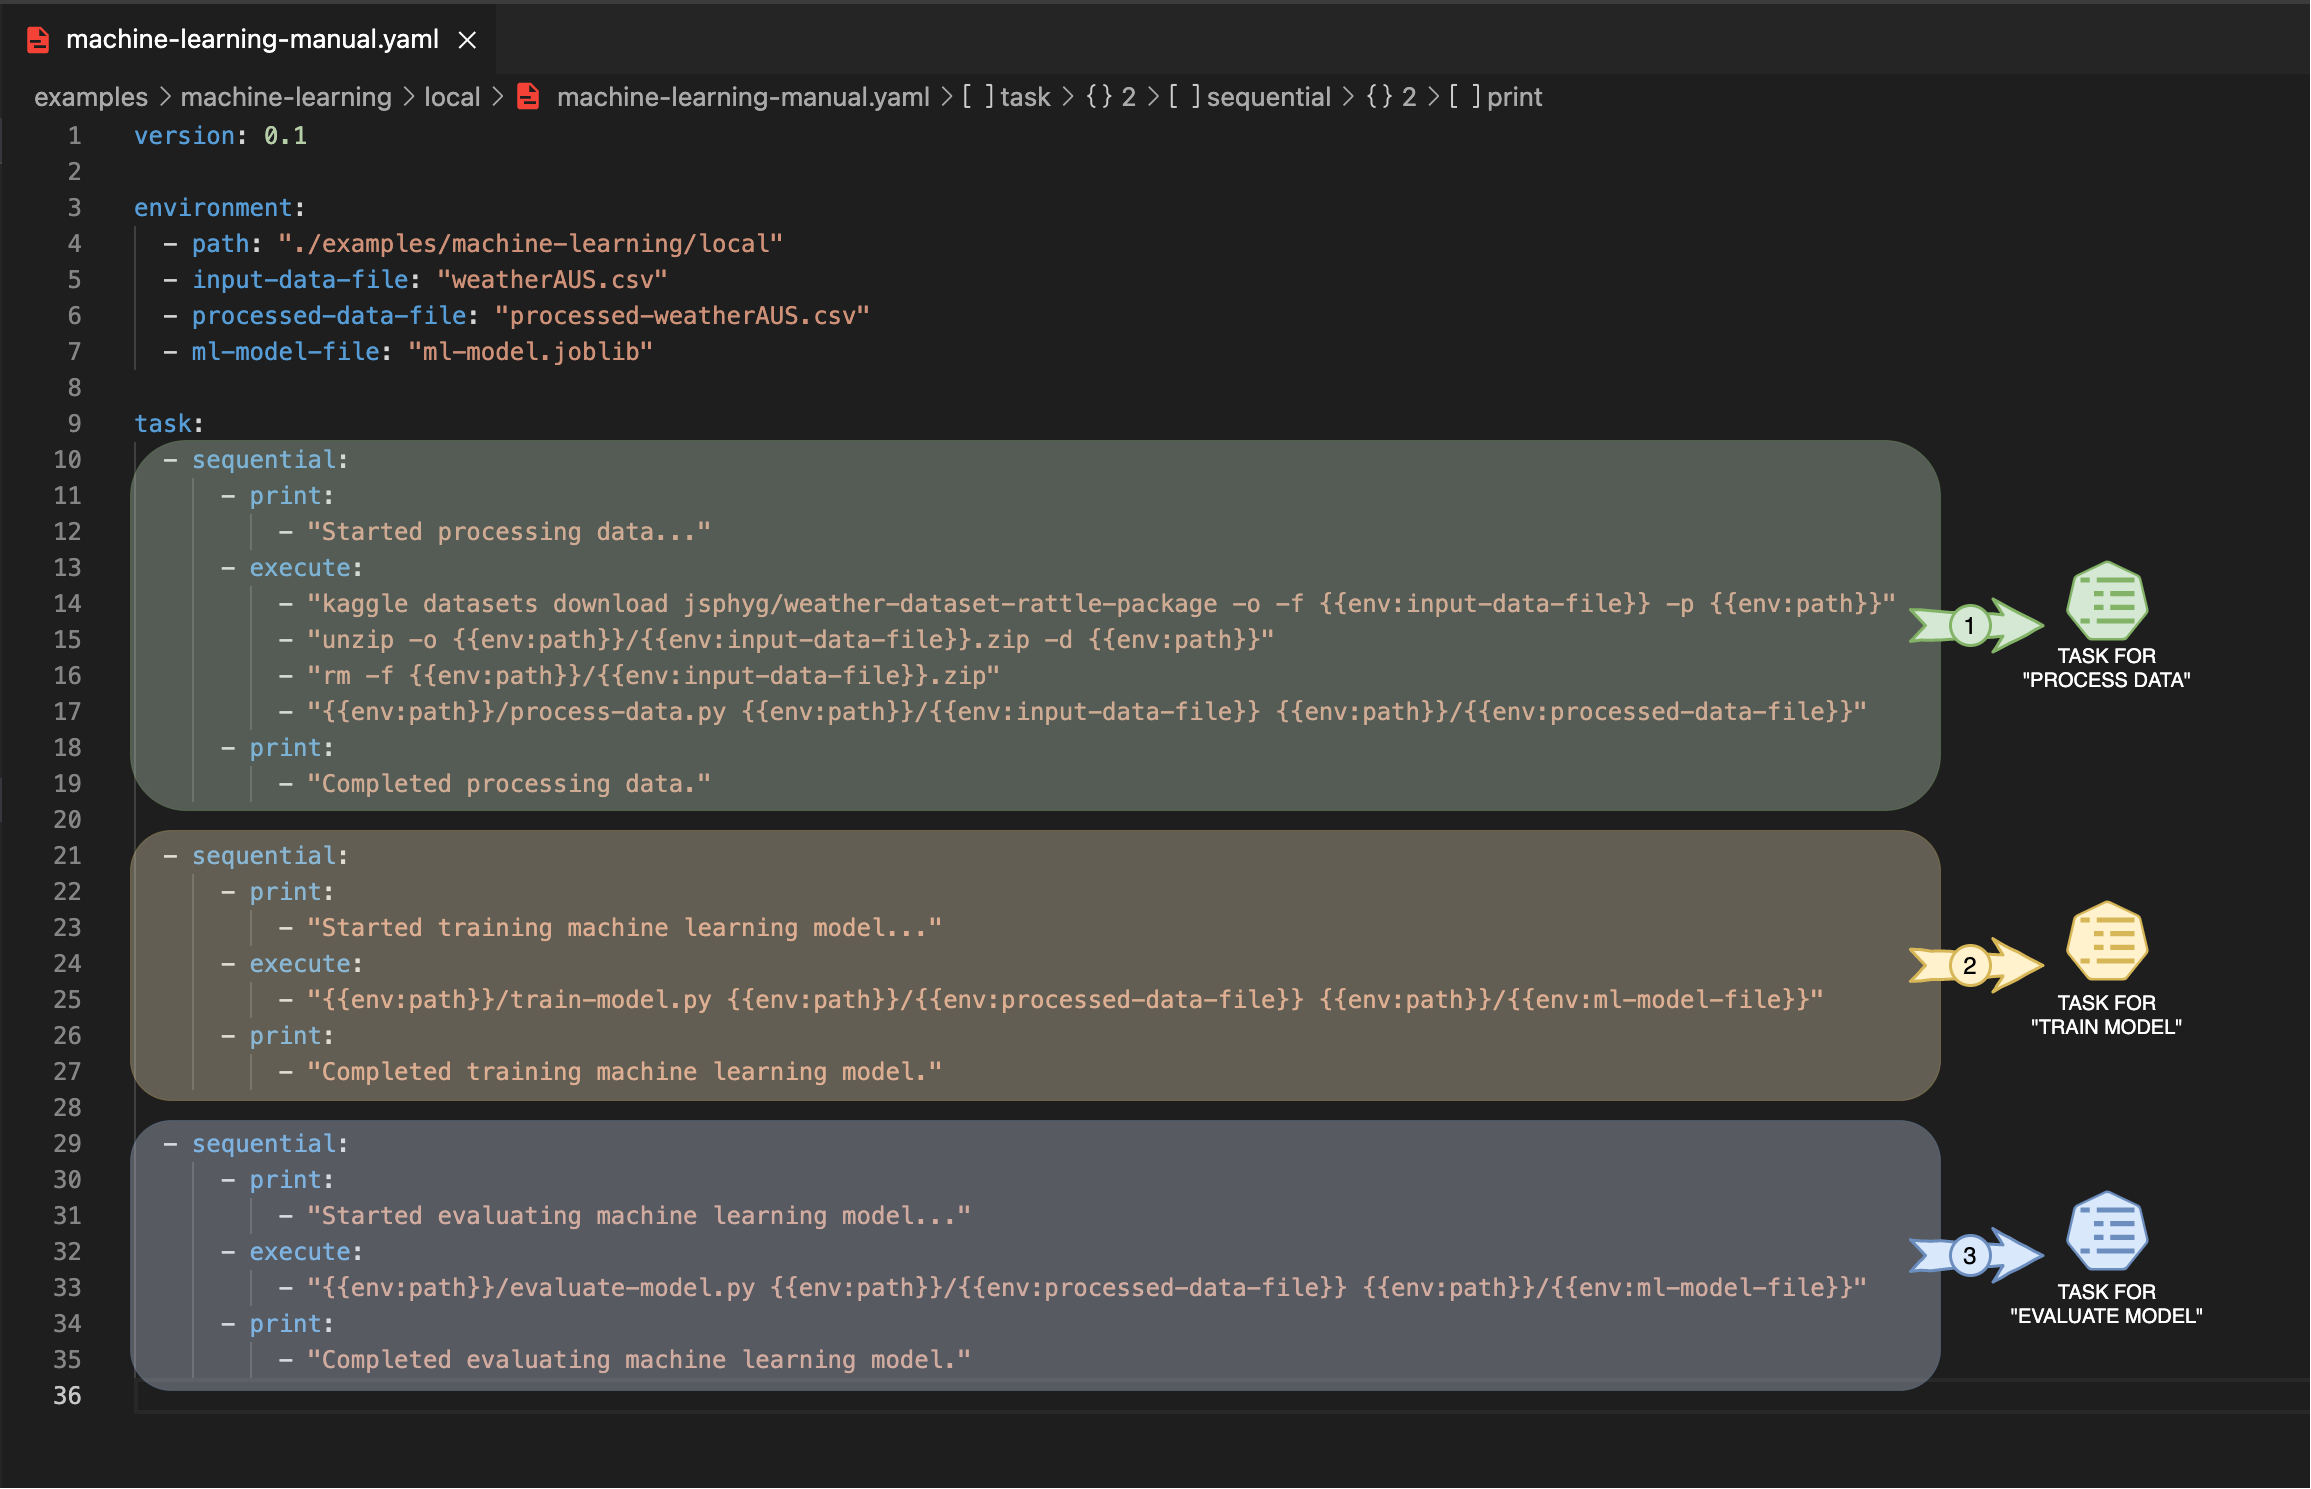 machine-learning-manual.yaml
examples > machine-learning > local > machine-learning-manual.yaml > [ ] task > {} 2 > [ ] sequential > {} 2 > [ ] print
1 version: 0.1
2
3 environment:
4   - path: "./examples/machine-learning/local"
5   - input-data-file: "weatherAUS.csv"
6   - processed-data-file: "processed-weatherAUS.csv"
7   - ml-model-file: "ml-model.joblib"
8
9 task:
10   - sequential:
11       - print:
12           - "Started processing data..."
13       - execute:
14           - "kaggle datasets download jsphyg/weather-dataset-rattle-package -o -f {{env:input-data-file}} -p {{env:path}}"
15           - "unzip -o {{env:path}}/{{env:input-data-file}}.zip -d {{env:path}}"
16           - "rm -f {{env:path}}/{{env:input-data-file}}.zip"
17           - "{{env:path}}/process-data.py {{env:path}}/{{env:input-data-file}} {{env:path}}/{{env:processed-data-file}}"
18       - print:
19           - "Completed processing data."
20
21   - sequential:
22       - print:
23           - "Started training machine learning model..."
24       - execute:
25           - "{{env:path}}/train-model.py {{env:path}}/{{env:processed-data-file}} {{env:path}}/{{env:ml-model-file}}"
26       - print:
27           - "Completed training machine learning model."
28
29   - sequential:
30       - print:
31           - "Started evaluating machine learning model..."
32       - execute:
33           - "{{env:path}}/evaluate-model.py {{env:path}}/{{env:processed-data-file}} {{env:path}}/{{env:ml-model-file}}"
34       - print:
35           - "Completed evaluating machine learning model."
36
1
TASK FOR
"PROCESS DATA"
2
TASK FOR
"TRAIN MODEL"
3
TASK FOR
"EVALUATE MODEL"